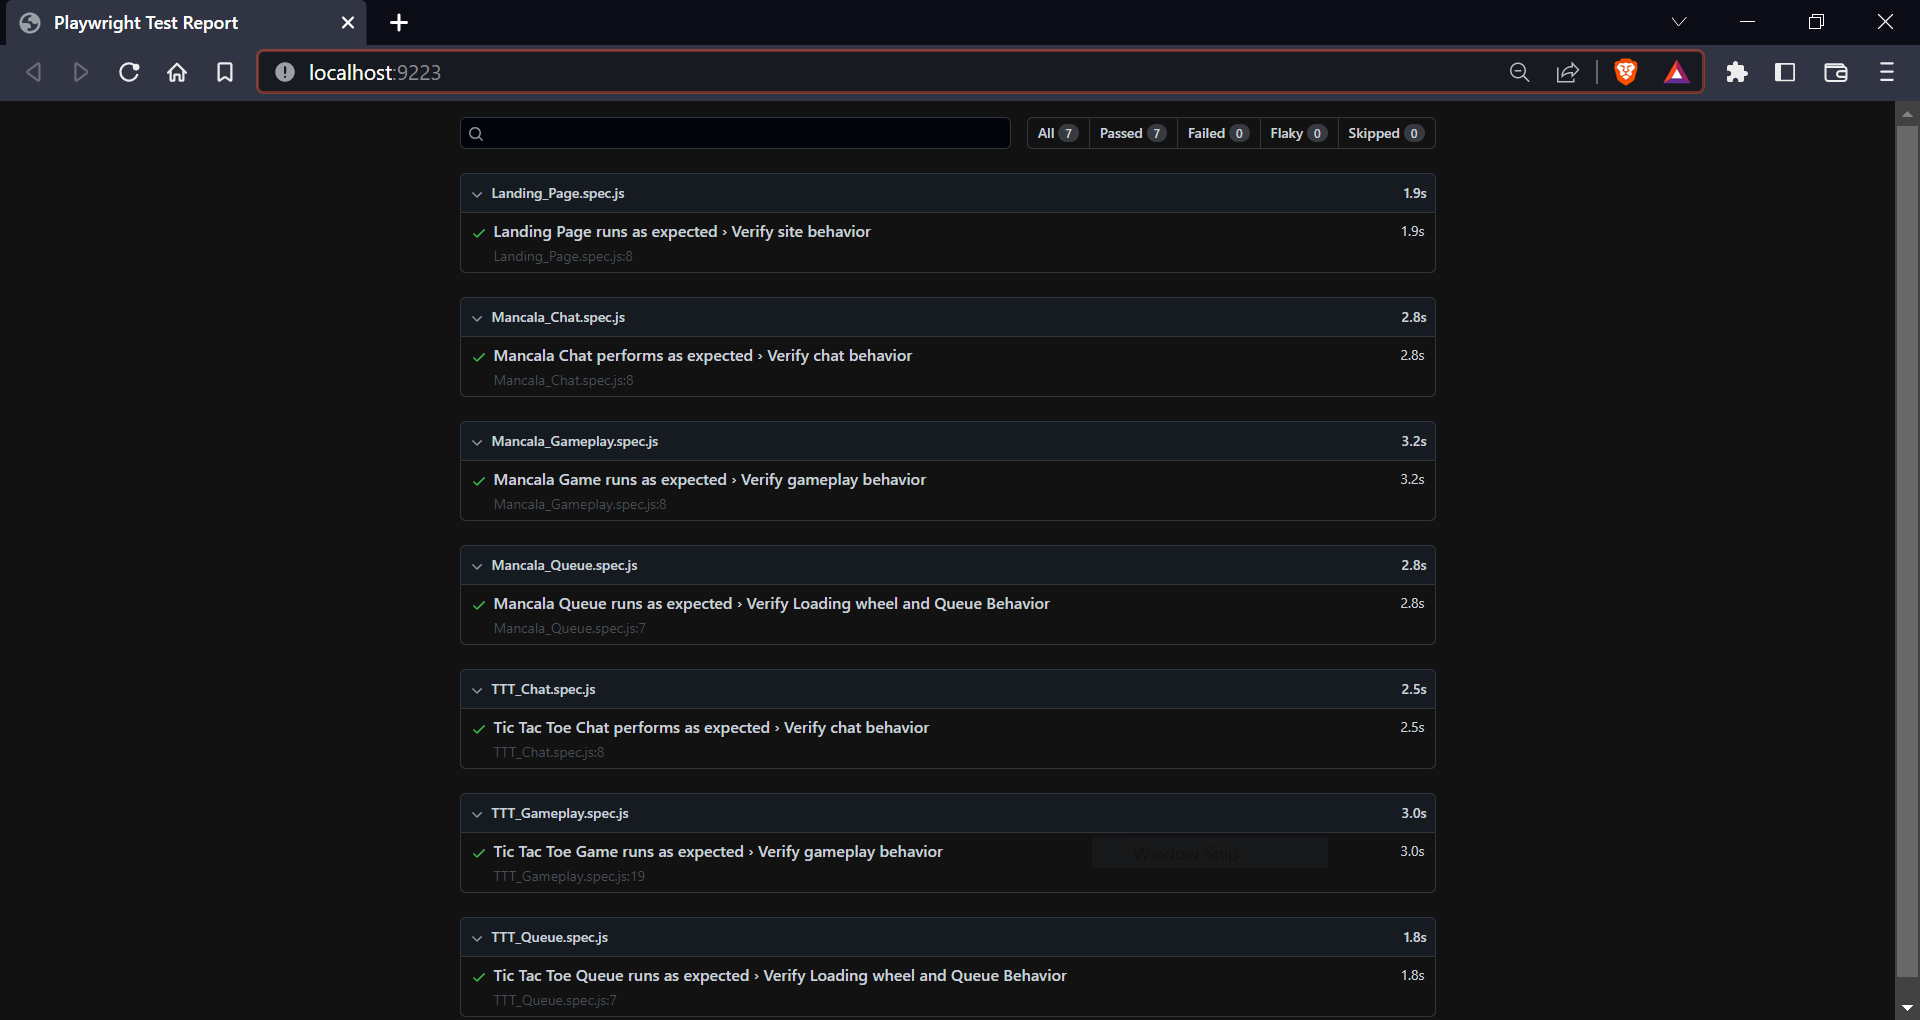 Playwright Test Report
localhost:9223
All 7 Passed 7 Failed 0 Flaky 0 Skipped 0
Landing_Page.spec.js 1.9s
Landing Page runs as expected › Verify site behavior 1.9s
Landing_Page.spec.js:8
Mancala_Chat.spec.js 2.8s
Mancala Chat performs as expected › Verify chat behavior 2.8s
Mancala_Chat.spec.js:8
Mancala_Gameplay.spec.js 3.2s
Mancala Game runs as expected › Verify gameplay behavior 3.2s
Mancala_Gameplay.spec.js:8
Mancala_Queue.spec.js 2.8s
Mancala Queue runs as expected › Verify Loading wheel and Queue Behavior 2.8s
Mancala_Queue.spec.js:7
TTT_Chat.spec.js 2.5s
Tic Tac Toe Chat performs as expected › Verify chat behavior 2.5s
TTT_Chat.spec.js:8
TTT_Gameplay.spec.js 3.0s
Tic Tac Toe Game runs as expected › Verify gameplay behavior Window Snip 3.0s
TTT_Gameplay.spec.js:19
TTT_Queue.spec.js 1.8s
Tic Tac Toe Queue runs as expected › Verify Loading wheel and Queue Behavior 1.8s
TTT_Queue.spec.js:7